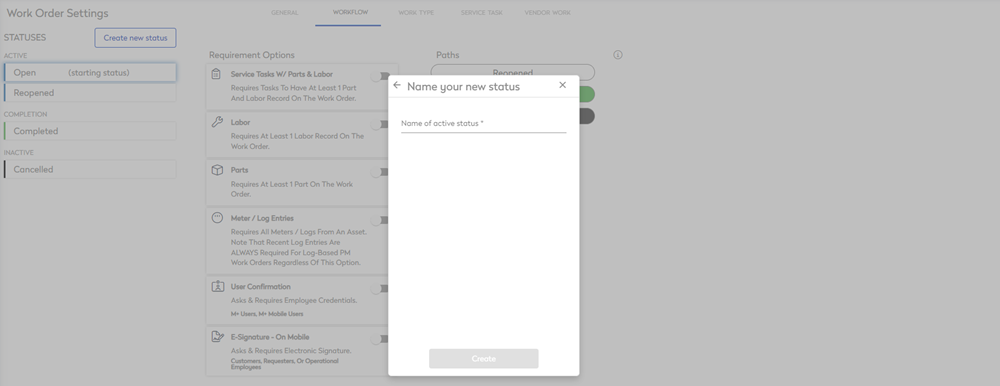 Work Order Settings
GENERAL
WORKFLOW
WORK TYPE
SERVICE TASK
VENDOR WORK
STATUSES
Create new status
ACTIVE
Open (starting status)
Reopened
COMPLETION
Completed
INACTIVE
Cancelled
Requirement Options
Service Tasks W/ Parts & Labor
Requires Tasks To Have At Least 1 Part
And Labor Record On The Work Order.
Labor
Requires At Least 1 Labor Record On The
Work Order.
Parts
Requires At Least 1 Part On The Work
Order.
Meter / Log Entries
Requires All Meters / Logs From An Asset.
Note That Recent Log Entries Are
ALWAYS Required For Log-Based PM
Work Orders Regardless Of This Option.
User Confirmation
Asks & Requires Employee Credentials.
M+ Users, M+ Mobile Users
E-Signature - On Mobile
Asks & Requires Electronic Signature.
Customers, Requesters, Or Operational
Employees
Paths
Reopened
Name your new status
Name of active status *
Create